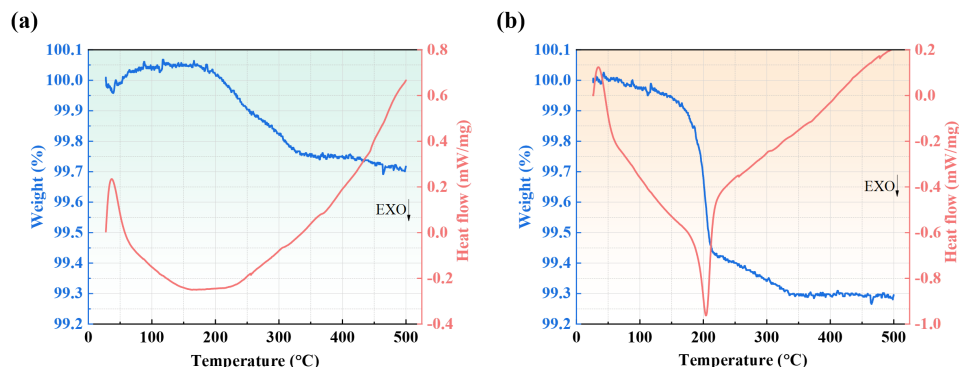 (a)
100.1
100.0
99.9
99.8
99.7
99.6
99.5
99.4
99.3
99.2
Weight (%)
0.8
0.6
0.4
0.2
0.0
-0.2
-0.4
Heat flow (mW/mg)
EXO
0 100 200 300 400 500
Temperature (°C)
(b)
100.1
100.0
99.9
99.8
99.7
99.6
99.5
99.4
99.3
99.2
Weight (%)
0.2
0.0
-0.2
-0.4
-0.6
-0.8
-1.0
Heat flow (mW/mg)
EXO
0 100 200 300 400 500
Temperature (°C)